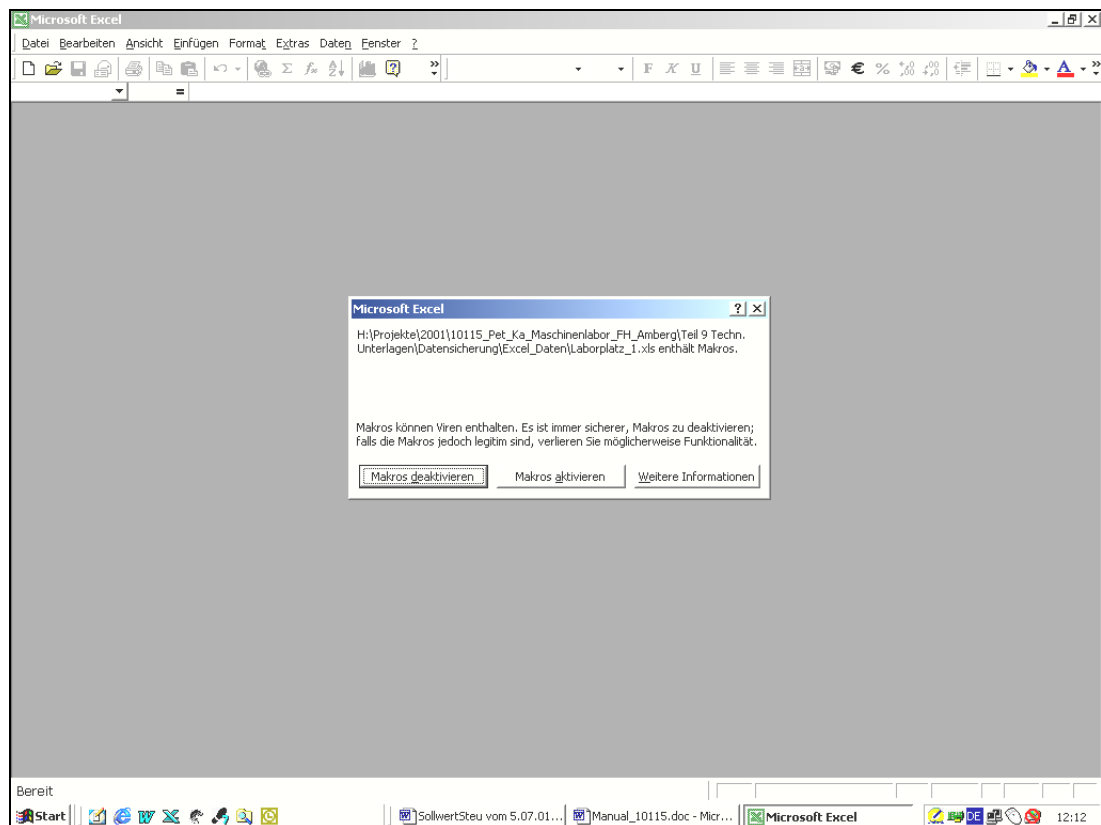 Microsoft Excel
Datei Bearbeiten Ansicht Einfügen Format Extras Daten Fenster ?
F K U € %
=
Microsoft Excel
H:\Projekte\2001\10115_Pet_Ka_Maschinenlabor_FH_Amberg\Teil 9 Techn.
Unterlagen\Datensicherung\Excel_Daten\Laborplatz_1.xls enthält Makros.
Makros können Viren enthalten. Es ist immer sicherer, Makros zu deaktivieren;
falls die Makros jedoch legitim sind, verlieren Sie möglicherweise Funktionalität.
Makros deaktivieren Makros aktivieren Weitere Informationen
Bereit
Start SollwertSteu vom 5.07.01... Manual_10115.doc - Micr... Microsoft Excel DE 12:12